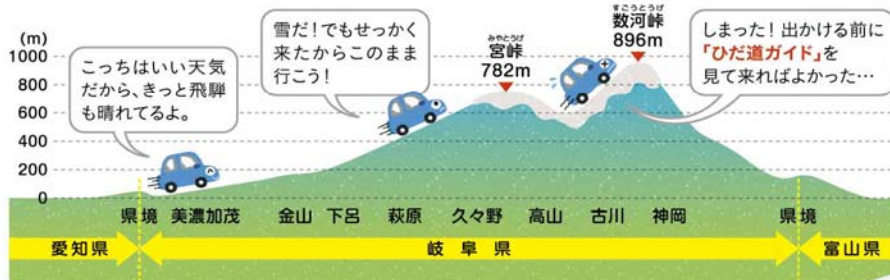 (m)
1000
800
600
400
200
0
こっちはいい天気
だから、きっと飛騨
も晴れてるよ。
雪だ！でもせっかく
来たからこのまま
行こう！
みやとうげ
宮峠
782m
すごうとうげ
数河峠
896m
しまった！出かける前に
「ひだ道ガイド」を
見て来ればよかった…
県境 美濃加茂 金山 下呂 萩原 久々野 高山 古川 神岡 県境
愛知県 岐阜県 富山県